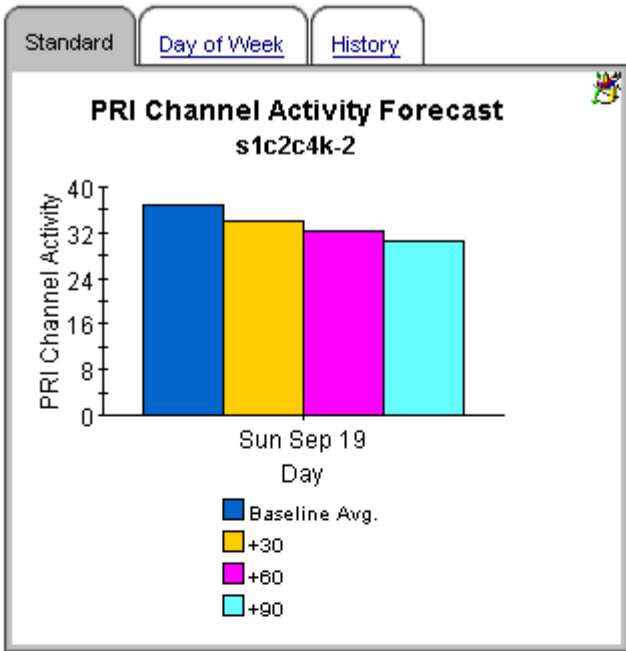 Standard
Day of Week
History
PRI Channel Activity Forecast
s1c2c4k-2
PRI Channel Activity
40
32
24
16
8
0
Sun Sep 19
Day
Baseline Avg.
+30
+60
+90